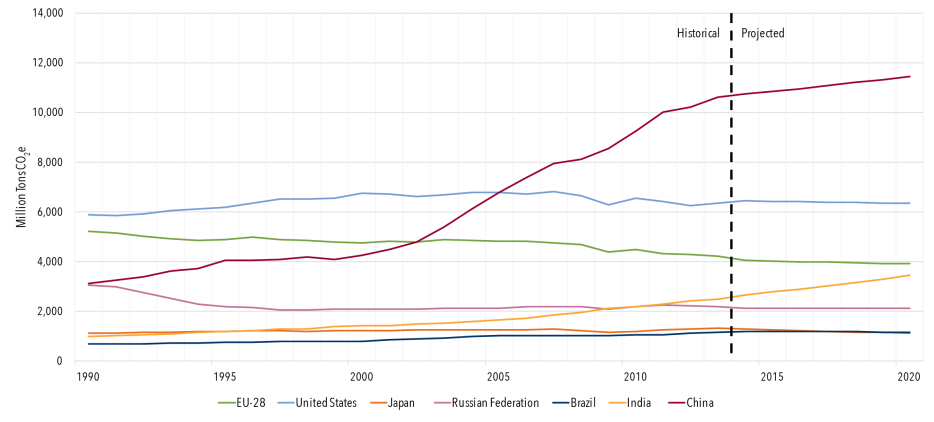 14,000
Historical Projected
12,000
10,000
8,000
6,000
4,000
2,000
0
Million Tons CO2e
1990 1995 2000 2005 2010 2015 2020
EU-28 United States Japan Russian Federation Brazil India China